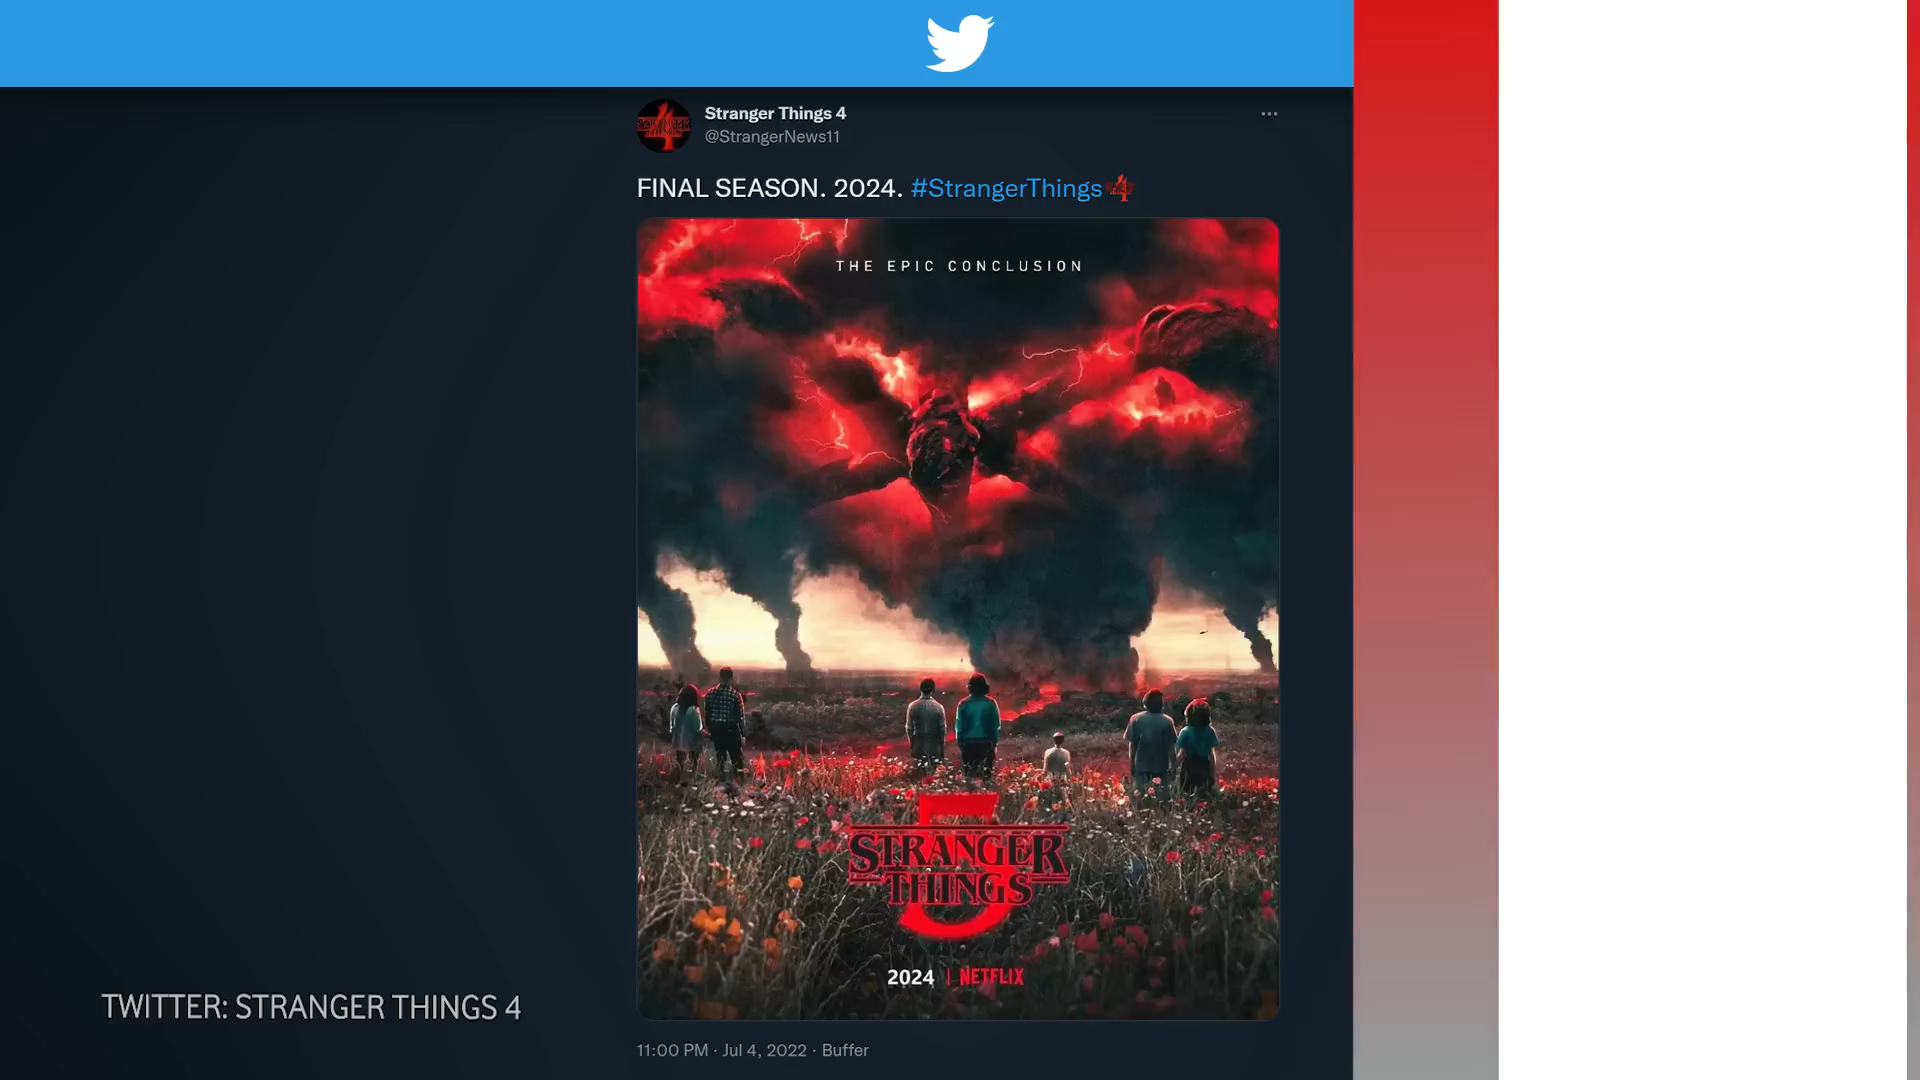 Stranger Things 4
@StrangerNews11
FINAL SEASON. 2024. #StrangerThings
THE EPIC CONCLUSION
5
STRANGER
THINGS
2024 | NETFLIX
TWITTER: STRANGER THINGS 4
11:00 PM · Jul 4, 2022 · Buffer